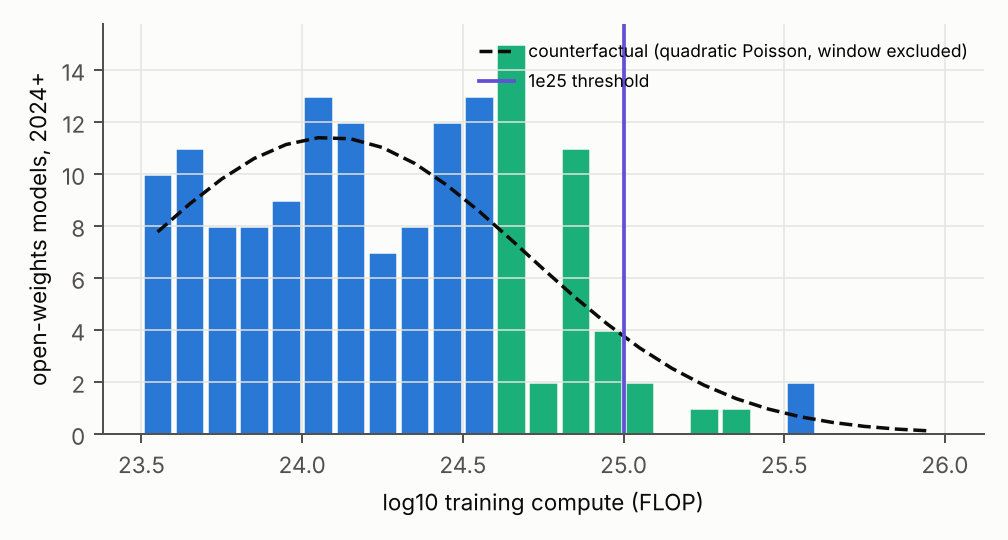 counterfactual (quadratic Poisson, window excluded)
1e25 threshold
open-weights models, 2024+
14
12
10
8
6
4
2
0
23.5 24.0 24.5 25.0 25.5 26.0
log10 training compute (FLOP)